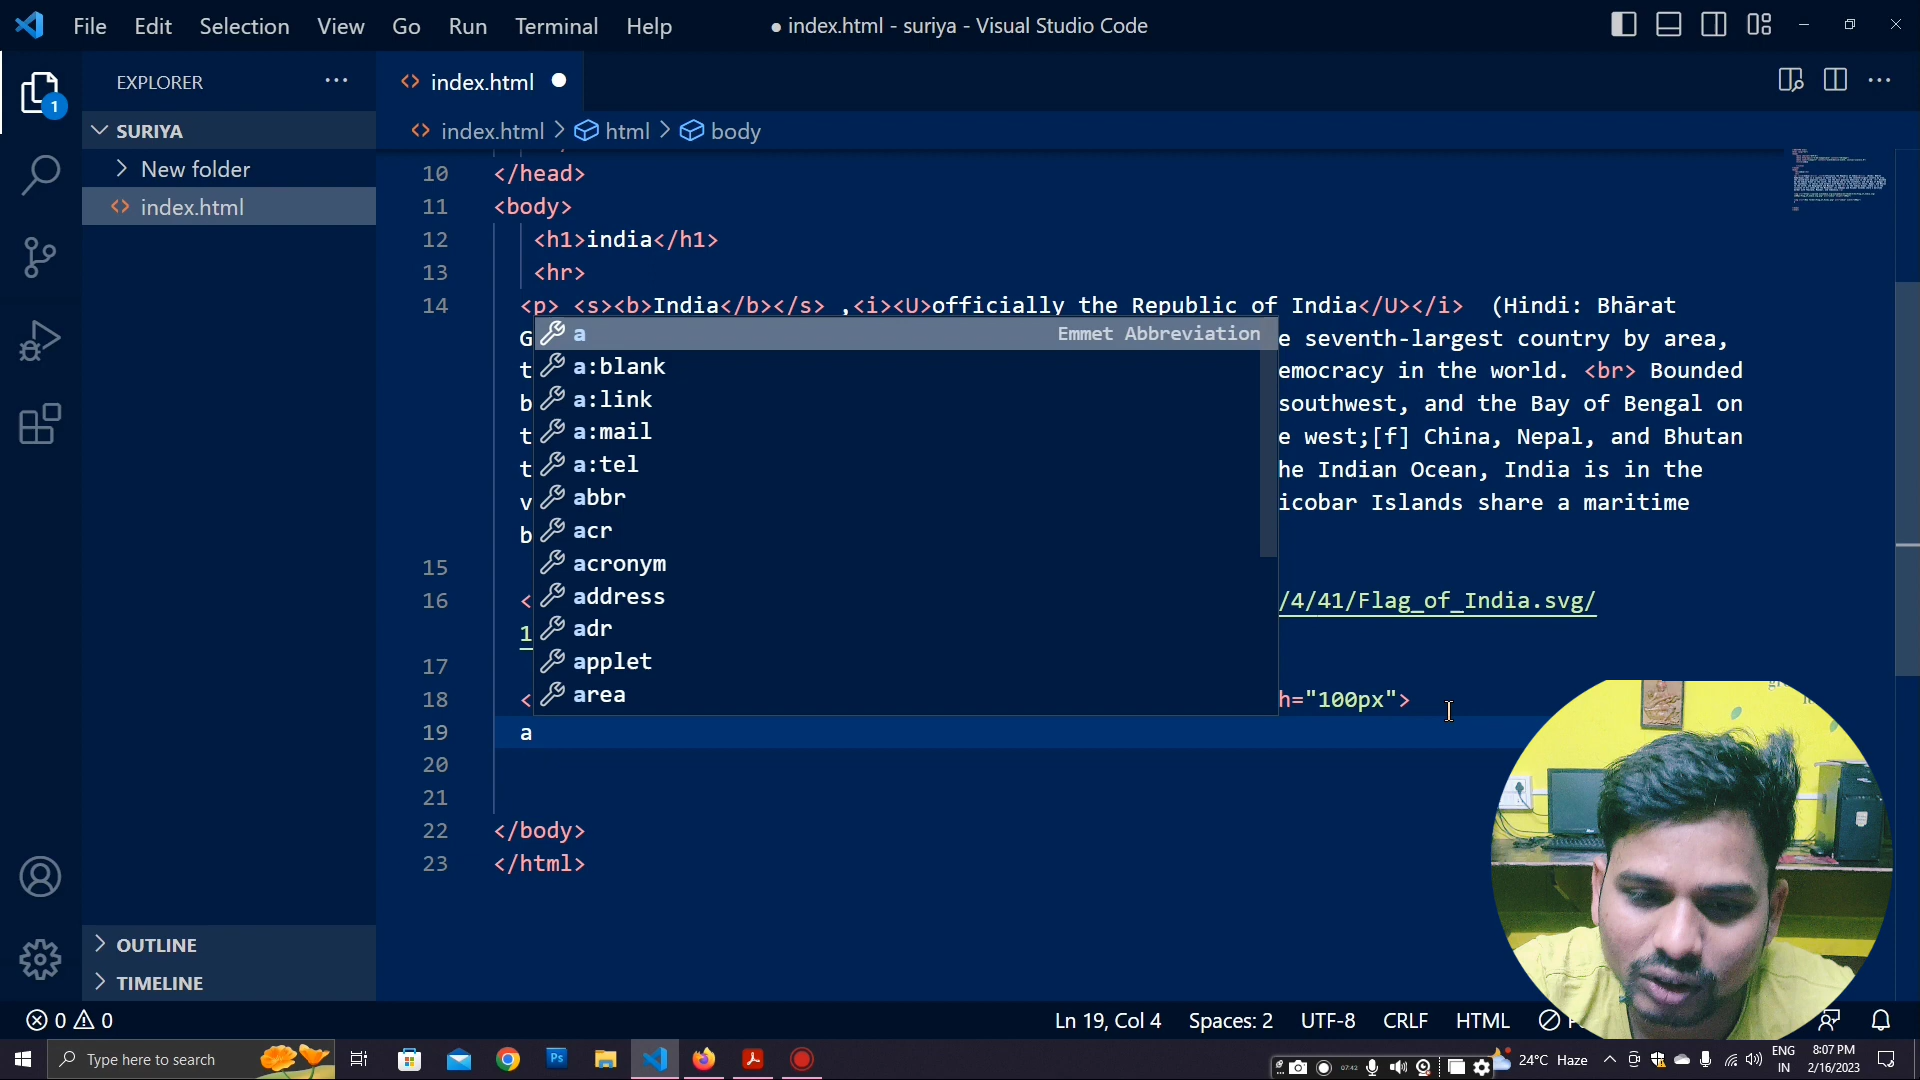 File Edit Selection View Go Run Terminal Help
● index.html - suriya - Visual Studio Code
EXPLORER ···
index.html
1
SURIYA
index.html > html > body
New folder
index.html
10 </head>
11 <body>
12 <h1>india</h1>
13 <hr>
14 <p> <s><b>India</b></s> ,<i><U>officially the Republic of India</U></i> (Hindi: Bhārat
G e seventh-largest country by area,
t emocracy in the world. <br> Bounded
b southwest, and the Bay of Bengal on
t e west;[f] China, Nepal, and Bhutan
t he Indian Ocean, India is in the
v icobar Islands share a maritime
b
a Emmet Abbreviation
a:blank
a:link
a:mail
a:tel
abbr
acr
acronym
address
adr
applet
area
15
16 < /4/41/Flag_of_India.svg/
1
17
18 < h="100px">
19 a
20
21
22 </body>
23 </html>
OUTLINE
TIMELINE
0 0
Ln 19, Col 4 Spaces: 2 UTF-8 CRLF HTML
Type here to search
Ps
07:42
24°C Haze
ENG
IN
8:07 PM
2/16/2023